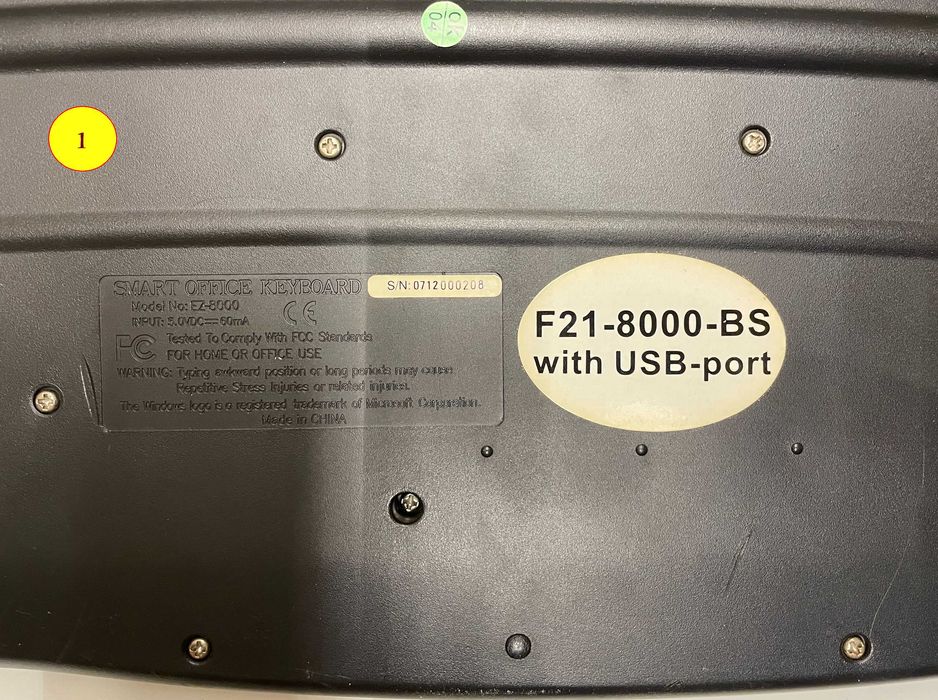 OK
04
1
SMART OFFICE KEYBOARD
S/N: 0712000208
Model No: EZ-8000
INPUT: 5.0VDC⎓60mA
CE
FC Tested To Comply With FCC Standards
FOR HOME OR OFFICE USE
WARNING: Typing awkward position or long periods may cause
Repetitive Stress Injuries or related injuries.
The Windows logo is a registered trademark of Microsoft Corporation.
Made in CHINA
F21-8000-BS
with USB-port